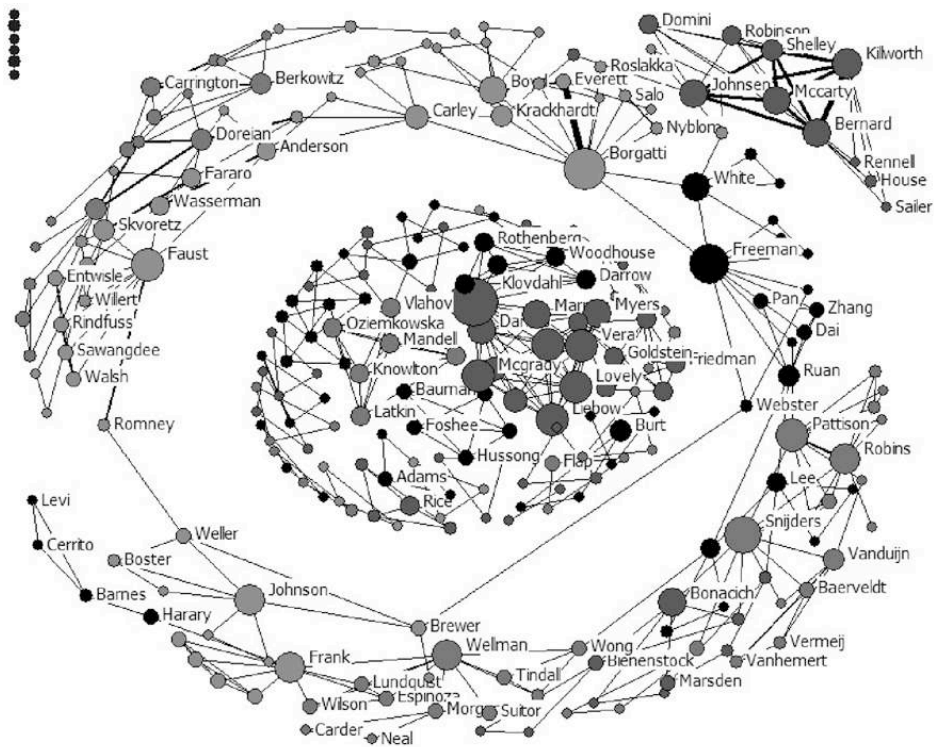 Domini
Robinson
Shelley
Kilworth
Roslakka
Johnsen
Mccarty
Bernard
Rennell
House
Sailer
Carrington
Berkowitz
Boyd
Everett
Salo
Nyblom
Carley
Krackhardt
Borgatti
Doreian
Anderson
Fararo
Wasserman
Skvoretz
Faust
White
Freeman
Entwisle
Willert
Rindfuss
Sawangdee
Walsh
Romney
Rothenberg
Woodhouse
Klovdahl
Darrow
Vlahov
Myers
Oziemkowska
Mandell
Vera
Goldstein
Friedman
Mcgrady
Knowlton
Lovely
Bauman
Latkin
Liebow
Foshee
Burt
Hussong
Flap
Adams
Rice
Pan
Zhang
Dai
Ruan
Webster
Pattison
Robins
Lee
Snijders
Vanduijn
Baerveldt
Bonacich
Vermeij
Vanhemert
Wong
Bienenstock
Marsden
Levi
Cerrito
Barnes
Harary
Weller
Boster
Johnson
Brewer
Frank
Wellman
Lundquist
Tindall
Wilson
Espinoza
Suitor
Carder
Neal